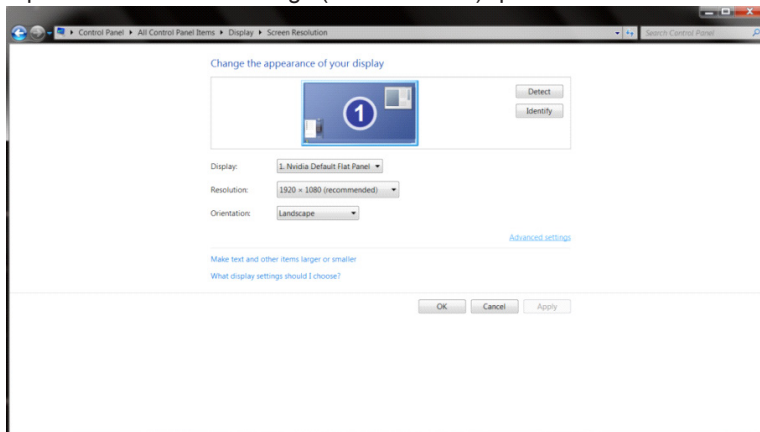 Control Panel ▸ All Control Panel Items ▸ Display ▸ Screen Resolution
Search Control Panel
Change the appearance of your display
1
Detect
Identify
Display: 1. Nvidia Default Flat Panel
Resolution: 1920 × 1080 (recommended)
Orientation: Landscape
Advanced settings
Make text and other items larger or smaller
What display settings should I choose?
OK Cancel Apply